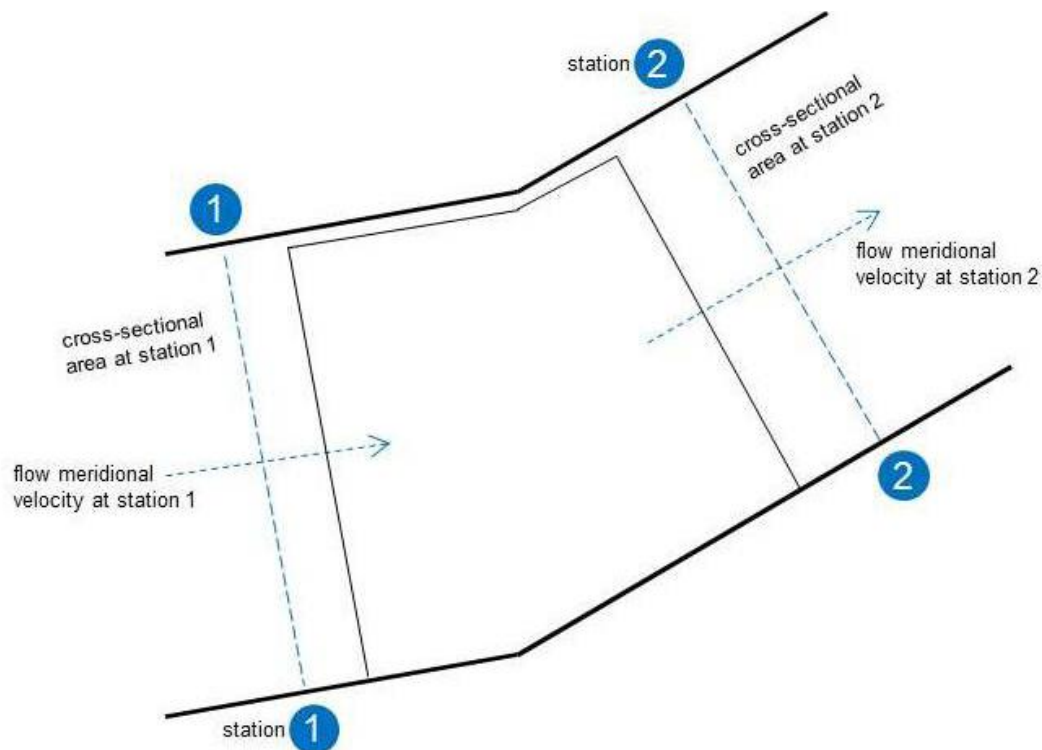 station 2
cross-sectional
area at station 2
1
cross-sectional
area at station 1
flow meridional
velocity at station 2
flow meridional
velocity at station 1
2
station 1